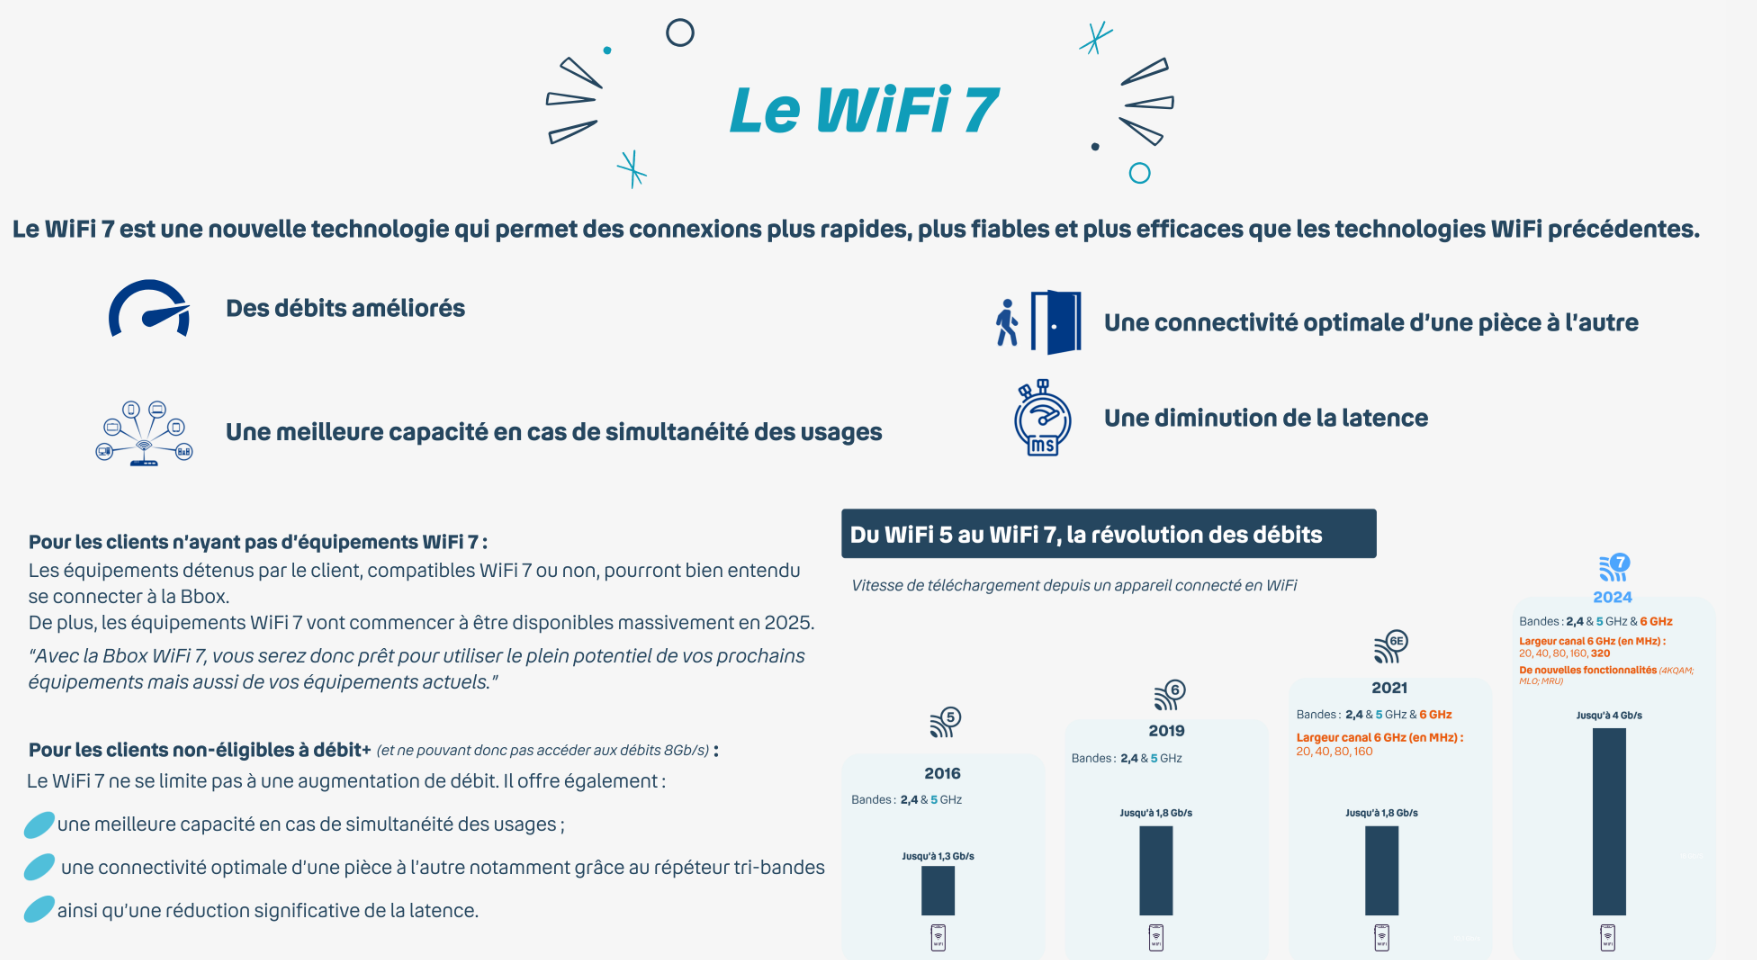 Le WiFi 7
Le WiFi 7 est une nouvelle technologie qui permet des connexions plus rapides, plus fiables et plus efficaces que les technologies WiFi précédentes.
Des débits améliorés
Une connectivité optimale d'une pièce à l'autre
Une meilleure capacité en cas de simultanéité des usages
ms
Une diminution de la latence
Pour les clients n'ayant pas d'équipements WiFi 7 :
Les équipements détenus par le client, compatibles WiFi 7 ou non, pourront bien entendu
se connecter à la Bbox.
De plus, les équipements WiFi 7 vont commencer à être disponibles massivement en 2025.
"Avec la Bbox WiFi 7, vous serez donc prêt pour utiliser le plein potentiel de vos prochains
équipements mais aussi de vos équipements actuels."
Pour les clients non-éligibles à débit+ (et ne pouvant donc pas accéder aux débits 8Gb/s) :
Le WiFi 7 ne se limite pas à une augmentation de débit. Il offre également :
une meilleure capacité en cas de simultanéité des usages ;
une connectivité optimale d'une pièce à l'autre notamment grâce au répéteur tri-bandes
ainsi qu'une réduction significative de la latence.
Du WiFi 5 au WiFi 7, la révolution des débits
Vitesse de téléchargement depuis un appareil connecté en WiFi
5
2016
Bandes : 2,4 & 5 GHz
Jusqu'à 1,3 Gb/s
WiFi
6
2019
Bandes : 2,4 & 5 GHz
Jusqu'à 1,8 Gb/s
WiFi
6E
2021
Bandes : 2,4 & 5 GHz & 6 GHz
Largeur canal 6 GHz (en MHz) :
20, 40, 80, 160
Jusqu'à 1,8 Gb/s
WiFi
7
2024
Bandes : 2,4 & 5 GHz & 6 GHz
Largeur canal 6 GHz (en MHz) :
20, 40, 80, 160, 320
De nouvelles fonctionnalités (4KQAM;
MLO; MRU)
Jusqu'à 4 Gb/s
WiFi